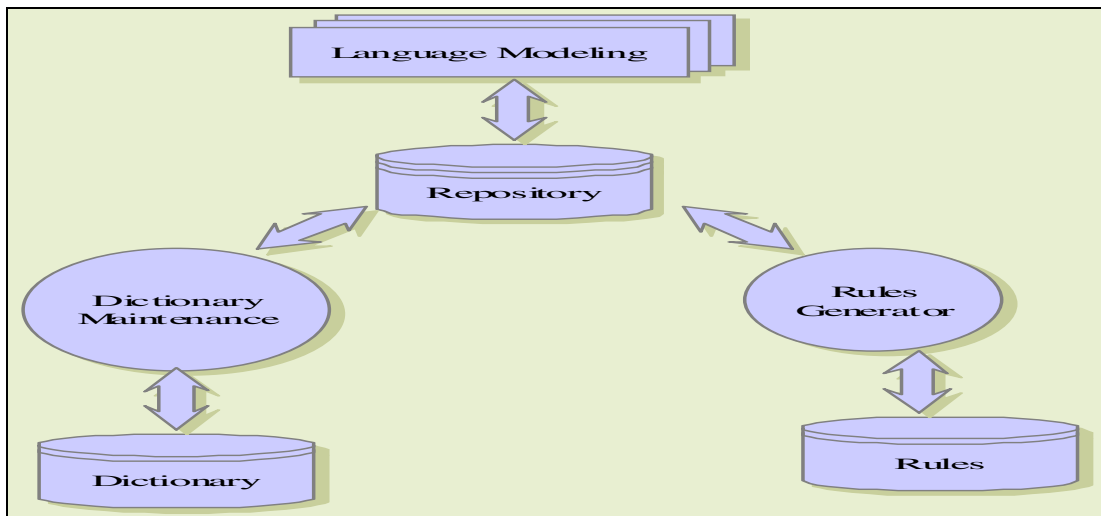 Language Modeling
Repository
Dictionary
Maintenance
Rules
Generator
Dictionary
Rules